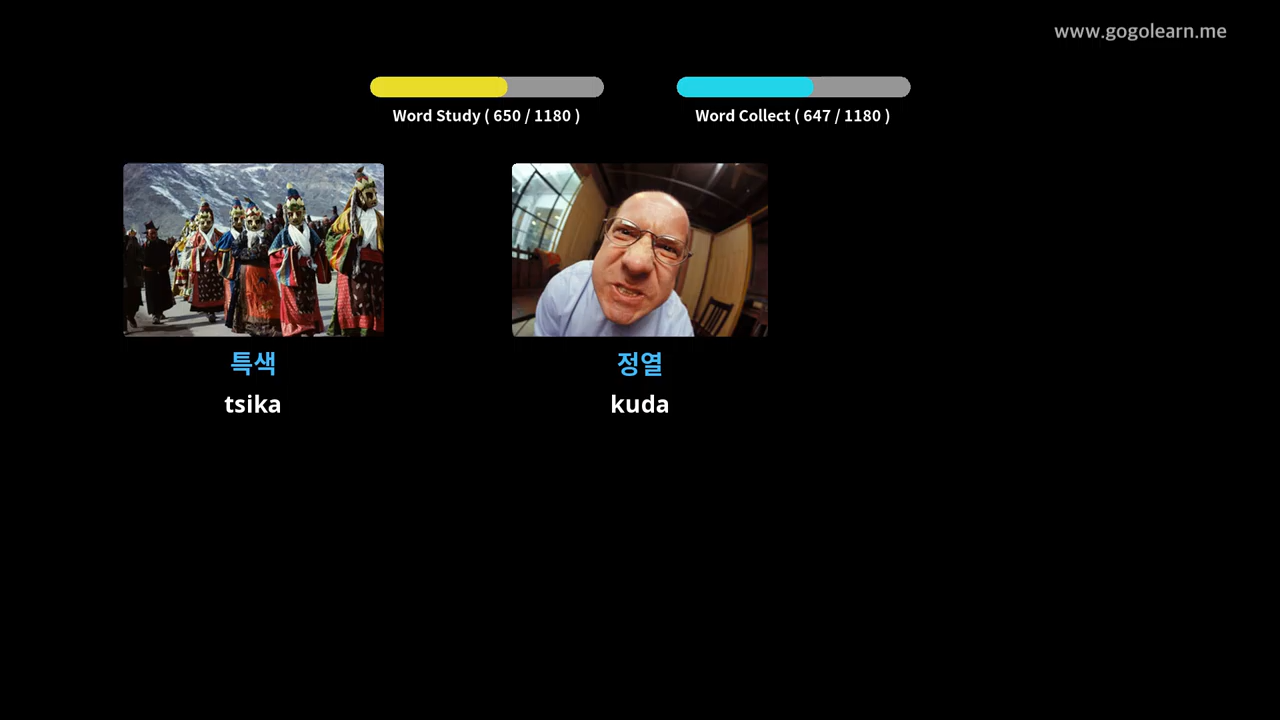 www.gogolearn.me
Word Study ( 650 / 1180 )
Word Collect ( 647 / 1180 )
특색
tsika
정열
kuda